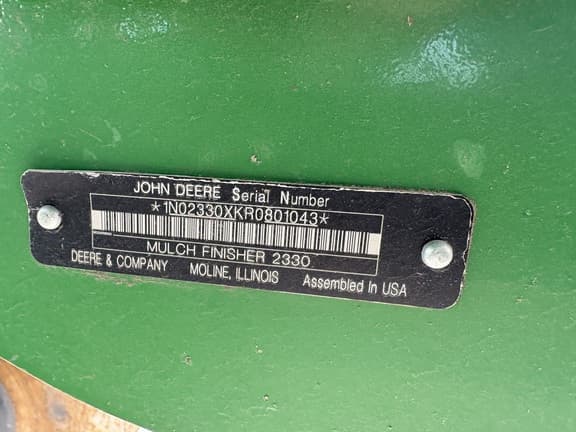 JOHN DEERE Serial Number
*1N02330XKR0801043*
MULCH FINISHER 2330
DEERE & COMPANY MOLINE, ILLINOIS Assembled in USA